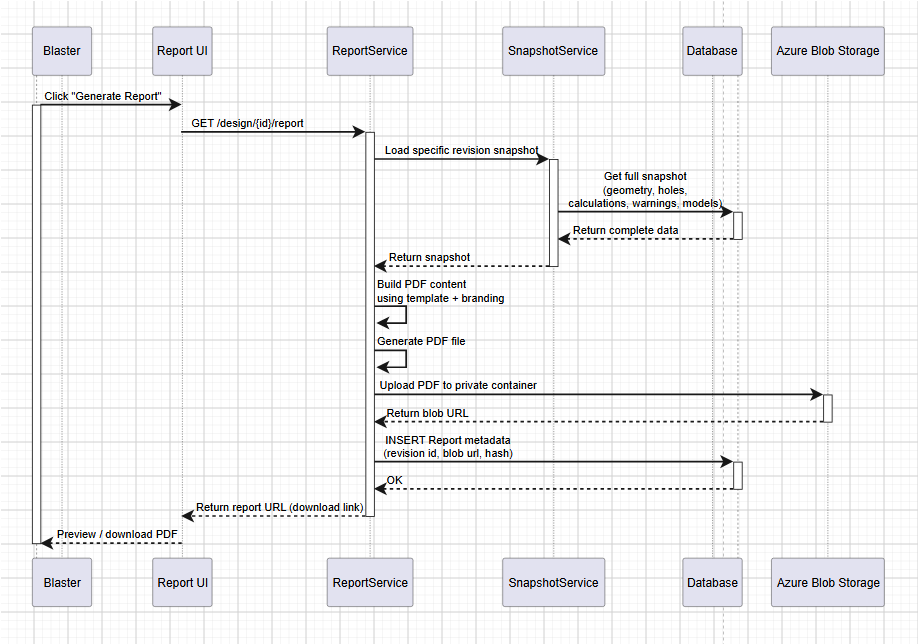 Blaster
Report UI
ReportService
SnapshotService
Database
Azure Blob Storage
Click "Generate Report"
GET /design/{id}/report
Load specific revision snapshot
Get full snapshot
(geometry, holes,
calculations, warnings, models)
Return complete data
Return snapshot
Build PDF content
using template + branding
Generate PDF file
Upload PDF to private container
Return blob URL
INSERT Report metadata
(revision id, blob url, hash)
OK
Return report URL (download link)
Preview / download PDF
Blaster
Report UI
ReportService
SnapshotService
Database
Azure Blob Storage